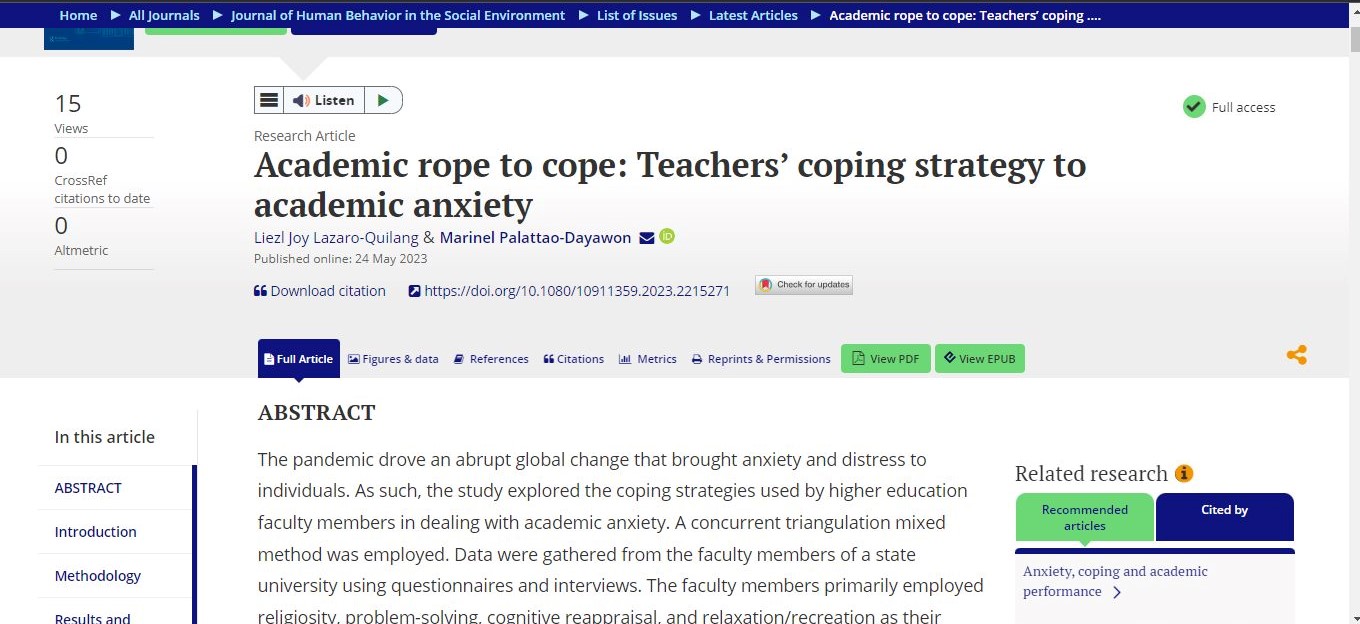 Home ▶ All Journals ▶ Journal of Human Behavior in the Social Environment ▶ List of Issues ▶ Latest Articles ▶ Academic rope to cope: Teachers’ coping ....
15
Views
0
CrossRef
citations to date
0
Altmetric
Listen
Full access
Research Article
Academic rope to cope: Teachers’ coping strategy to
academic anxiety
Liezl Joy Lazaro-Quilang & Marinel Palattao-Dayawon iD
Published online: 24 May 2023
Download citation https://doi.org/10.1080/10911359.2023.2215271 Check for updates
Full Article Figures & data References Citations Metrics Reprints & Permissions View PDF View EPUB
In this article
ABSTRACT
Introduction
Methodology
Results and
ABSTRACT
The pandemic drove an abrupt global change that brought anxiety and distress to
individuals. As such, the study explored the coping strategies used by higher education
faculty members in dealing with academic anxiety. A concurrent triangulation mixed
method was employed. Data were gathered from the faculty members of a state
university using questionnaires and interviews. The faculty members primarily employed
religiosity, problem-solving, cognitive reappraisal, and relaxation/recreation as their
Related research i
Recommended
articles
Cited by
Anxiety, coping and academic
performance